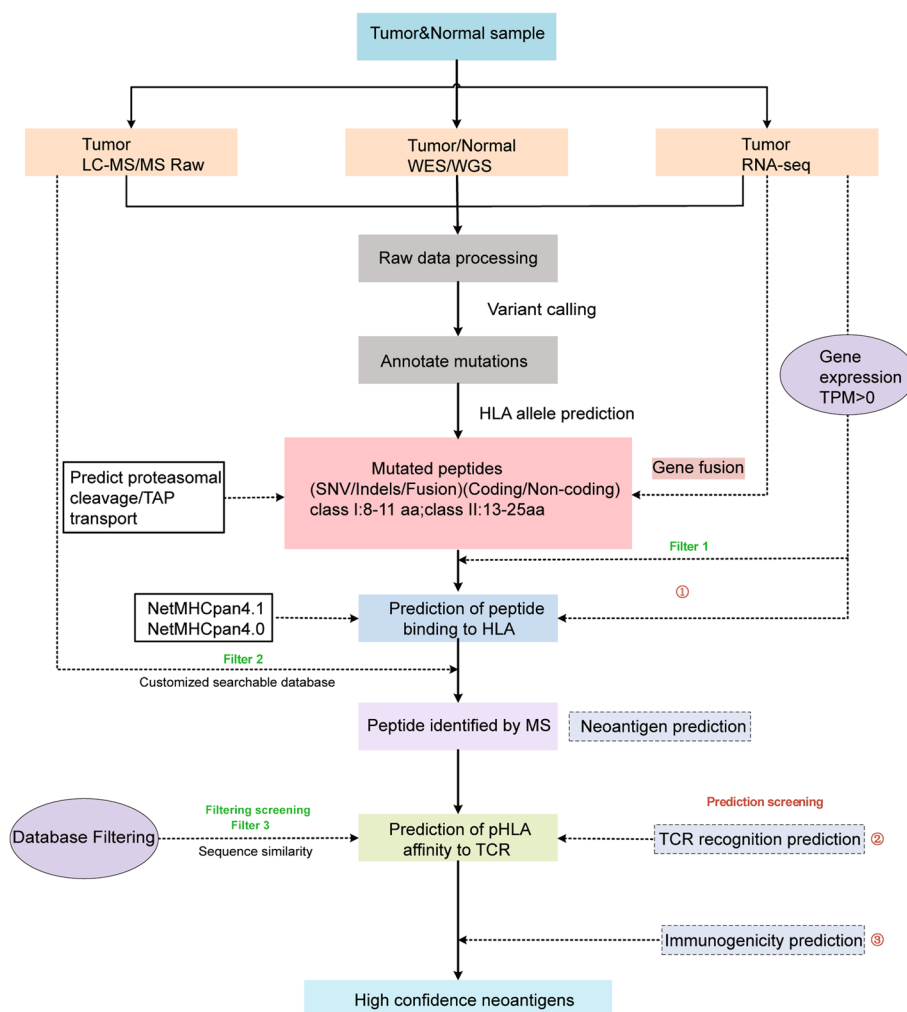 Tumor&Normal sample
Tumor
LC-MS/MS Raw
Tumor/Normal
WES/WGS
Tumor
RNA-seq
Raw data processing
Variant calling
Gene
expression
TPM>0
Annotate mutations
HLA allele prediction
Predict proteasomal
cleavage/TAP
transport
Mutated peptides
(SNV/Indels/Fusion)(Coding/Non-coding)
class I:8-11 aa;class II:13-25aa
Gene fusion
Filter 1
①
NetMHCpan4.1
NetMHCpan4.0
Prediction of peptide
binding to HLA
Filter 2
Customized searchable database
Peptide identified by MS
Neoantigen prediction
Database Filtering
Filtering screening
Filter 3
Sequence similarity
Prediction of pHLA
affinity to TCR
Prediction screening
TCR recognition prediction
②
Immunogenicity prediction
③
High confidence neoantigens